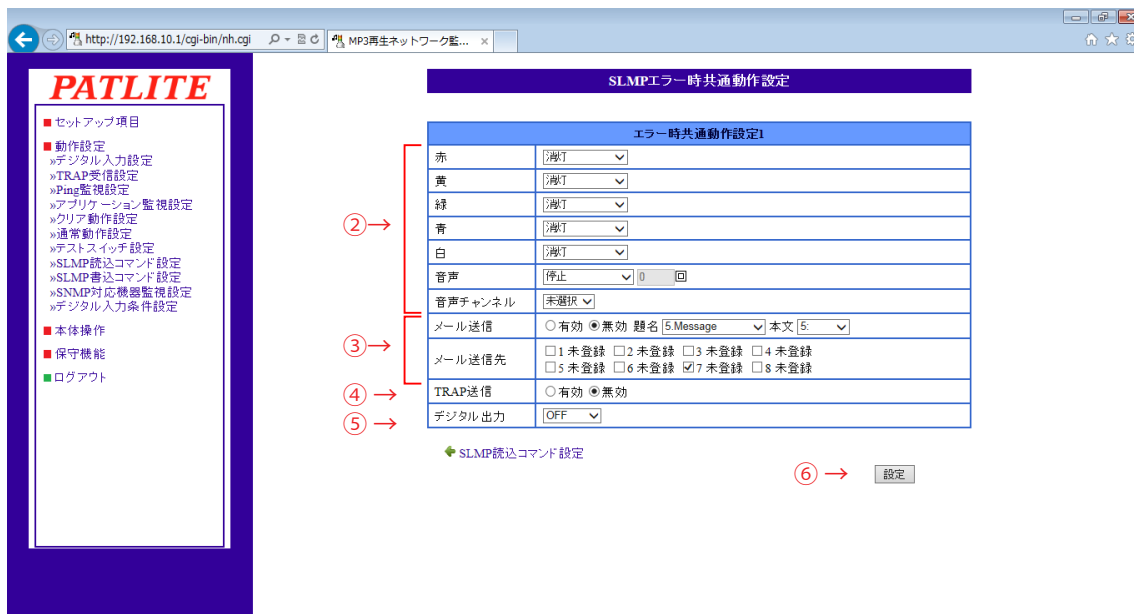 http://192.168.10.1/cgi-bin/nh.cgi
MP3再生ネットワーク監... ×
PATLITE
■セットアップ項目
■動作設定
»デジタル入力設定
»TRAP受信設定
»Ping監視設定
»アプリケーション監視設定
»クリア動作設定
»通常動作設定
»テストスイッチ設定
»SLMP読込コマンド設定
»SLMP書込コマンド設定
»SNMP対応機器監視設定
»デジタル入力条件設定
■本体操作
■保守機能
■ログアウト
SLMPエラー時共通動作設定
エラー時共通動作設定1
②→
赤 消灯
黄 消灯
緑 消灯
青 消灯
白 消灯
音声 停止 0
音声チャンネル 未選択
③→
メール送信 ○有効 ◉無効 題名 5.Message 本文 5:
メール送信先 □1 未登録 □2 未登録 □3 未登録 □4 未登録
□5 未登録 □6 未登録 ☑7 未登録 □8 未登録
④→
TRAP送信 ○有効 ◉無効
⑤→
デジタル出力 OFF
SLMP読込コマンド設定
⑥→ 設定